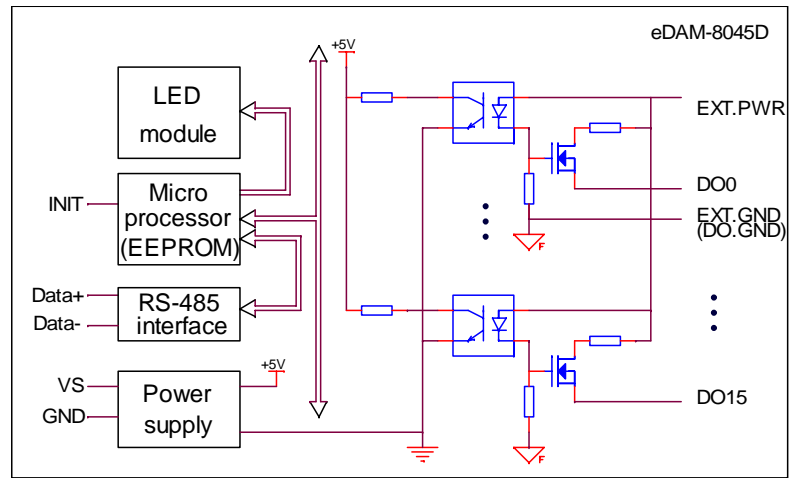 eDAM-8045D
+5V
LED
module
EXT.PWR
INIT
Micro
processor
(EEPROM)
DO0
EXT.GND
(DO.GND)
F
Data+
Data-
RS-485
interface
+5V
VS
GND
Power
supply
DO15
F